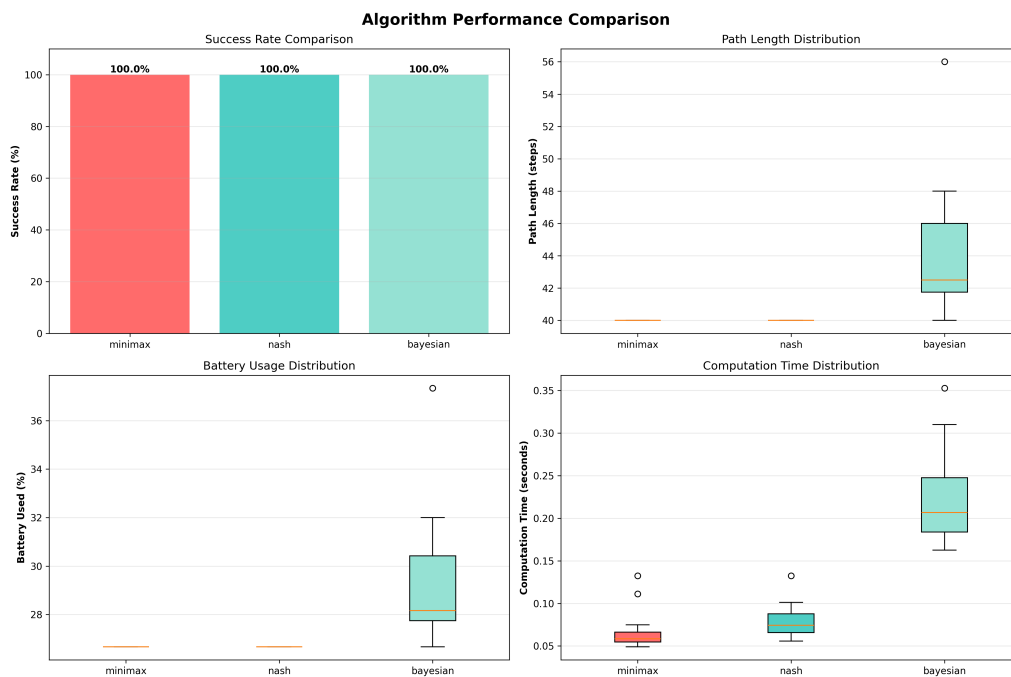 Algorithm Performance Comparison
Success Rate Comparison
Success Rate (%)
100
80
60
40
20
0
100.0%
100.0%
100.0%
minimax
nash
bayesian
Path Length Distribution
Path Length (steps)
56
54
52
50
48
46
44
42
40
minimax
nash
bayesian
Battery Usage Distribution
Battery Used (%)
36
34
32
30
28
minimax
nash
bayesian
Computation Time Distribution
Computation Time (seconds)
0.35
0.30
0.25
0.20
0.15
0.10
0.05
minimax
nash
bayesian